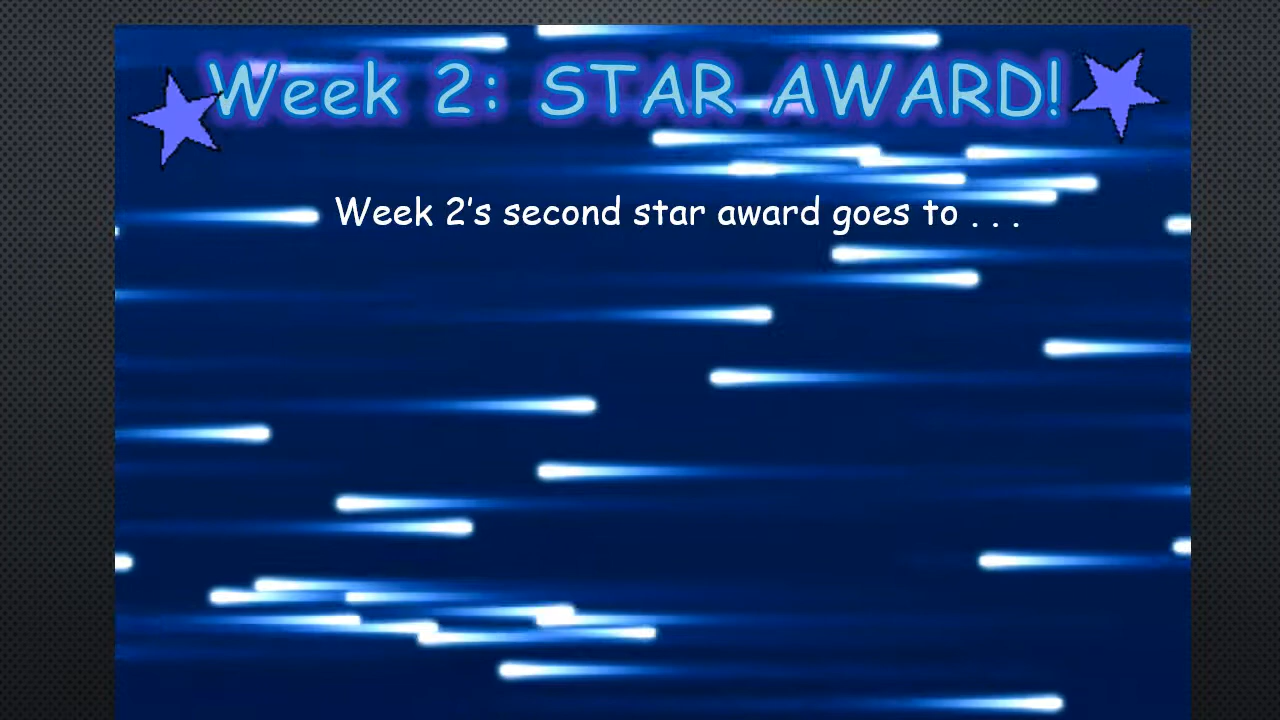 Week 2: STAR AWARD!
Week 2’s second star award goes to . . .